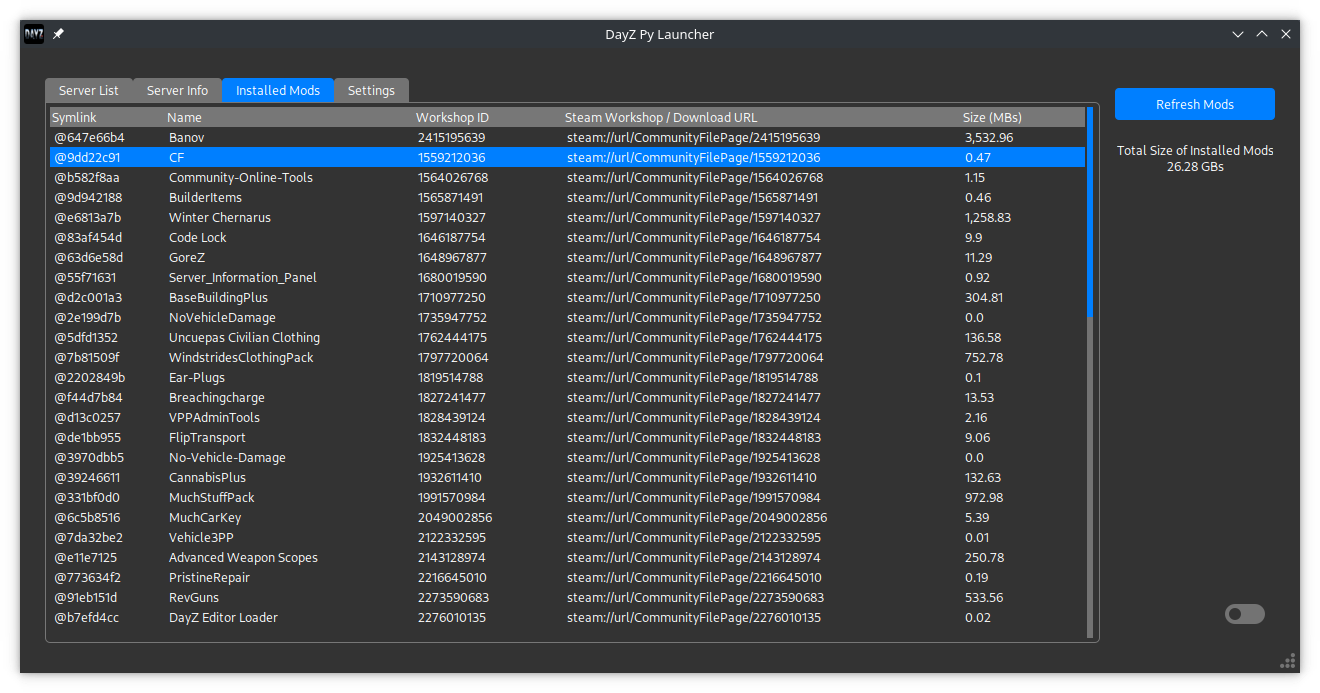 DAYZ DayZ Py Launcher
Server List Server Info Installed Mods Settings
Refresh Mods
Total Size of Installed Mods
26.28 GBs
Symlink Name Workshop ID Steam Workshop / Download URL Size (MBs)
@647e66b4 Banov 2415195639 steam://url/CommunityFilePage/2415195639 3,532.96
@9dd22c91 CF 1559212036 steam://url/CommunityFilePage/1559212036 0.47
@b582f8aa Community-Online-Tools 1564026768 steam://url/CommunityFilePage/1564026768 1.15
@9d942188 BuilderItems 1565871491 steam://url/CommunityFilePage/1565871491 0.46
@e6813a7b Winter Chernarus 1597140327 steam://url/CommunityFilePage/1597140327 1,258.83
@83af454d Code Lock 1646187754 steam://url/CommunityFilePage/1646187754 9.9
@63d6e58d GoreZ 1648967877 steam://url/CommunityFilePage/1648967877 11.29
@55f71631 Server_Information_Panel 1680019590 steam://url/CommunityFilePage/1680019590 0.92
@d2c001a3 BaseBuildingPlus 1710977250 steam://url/CommunityFilePage/1710977250 304.81
@2e199d7b NoVehicleDamage 1735947752 steam://url/CommunityFilePage/1735947752 0.0
@5dfd1352 Uncuepas Civilian Clothing 1762444175 steam://url/CommunityFilePage/1762444175 136.58
@7b81509f WindstridesClothingPack 1797720064 steam://url/CommunityFilePage/1797720064 752.78
@2202849b Ear-Plugs 1819514788 steam://url/CommunityFilePage/1819514788 0.1
@f44d7b84 Breachingcharge 1827241477 steam://url/CommunityFilePage/1827241477 13.53
@d13c0257 VPPAdminTools 1828439124 steam://url/CommunityFilePage/1828439124 2.16
@de1bb955 FlipTransport 1832448183 steam://url/CommunityFilePage/1832448183 9.06
@3970dbb5 No-Vehicle-Damage 1925413628 steam://url/CommunityFilePage/1925413628 0.0
@39246611 CannabisPlus 1932611410 steam://url/CommunityFilePage/1932611410 132.63
@331bf0d0 MuchStuffPack 1991570984 steam://url/CommunityFilePage/1991570984 972.98
@6c5b8516 MuchCarKey 2049002856 steam://url/CommunityFilePage/2049002856 5.39
@7da32be2 Vehicle3PP 2122332595 steam://url/CommunityFilePage/2122332595 0.01
@e11e7125 Advanced Weapon Scopes 2143128974 steam://url/CommunityFilePage/2143128974 250.78
@773634f2 PristineRepair 2216645010 steam://url/CommunityFilePage/2216645010 0.19
@91eb151d RevGuns 2273590683 steam://url/CommunityFilePage/2273590683 533.56
@b7efd4cc DayZ Editor Loader 2276010135 steam://url/CommunityFilePage/2276010135 0.02